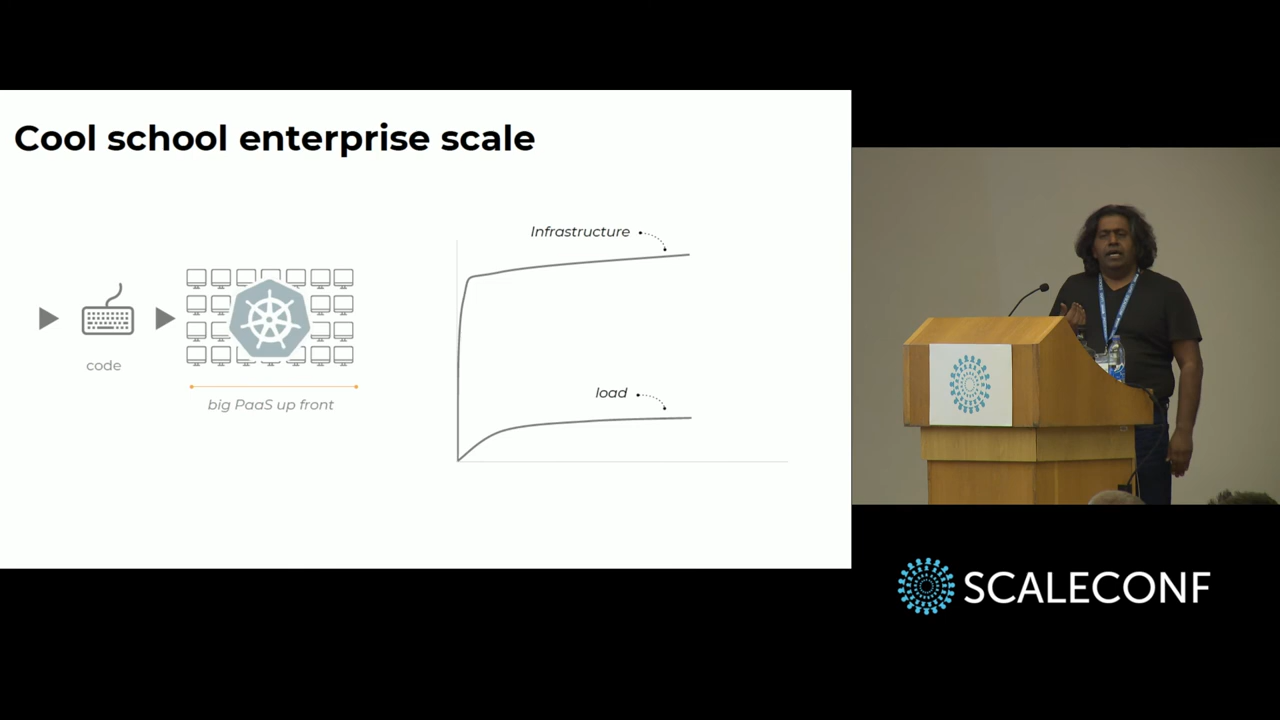 Cool school enterprise scale
Infrastructure
load
code
big PaaS up front
SCALECONF